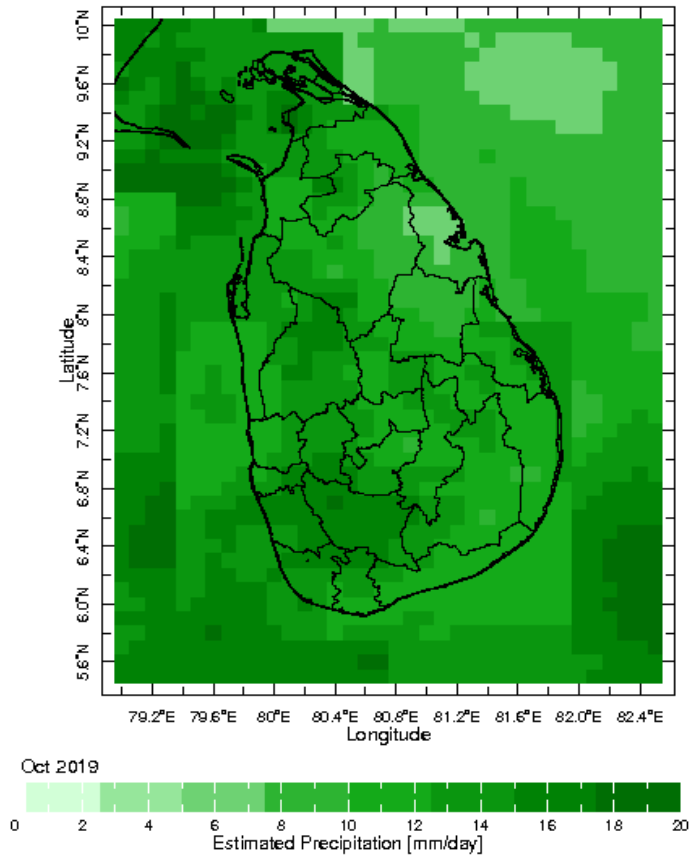 10°N
9.6°N
9.2°N
8.8°N
8.4°N
8°N
7.6°N
7.2°N
6.8°N
6.4°N
6.0°N
5.6°N
Latitude
79.2°E 79.6°E 80°E 80.4°E 80.8°E 81.2°E 81.6°E 82.0°E 82.4°E
Longitude
Oct 2019
0 2 4 6 8 10 12 14 16 18 20
Estimated Precipitation [mm/day]